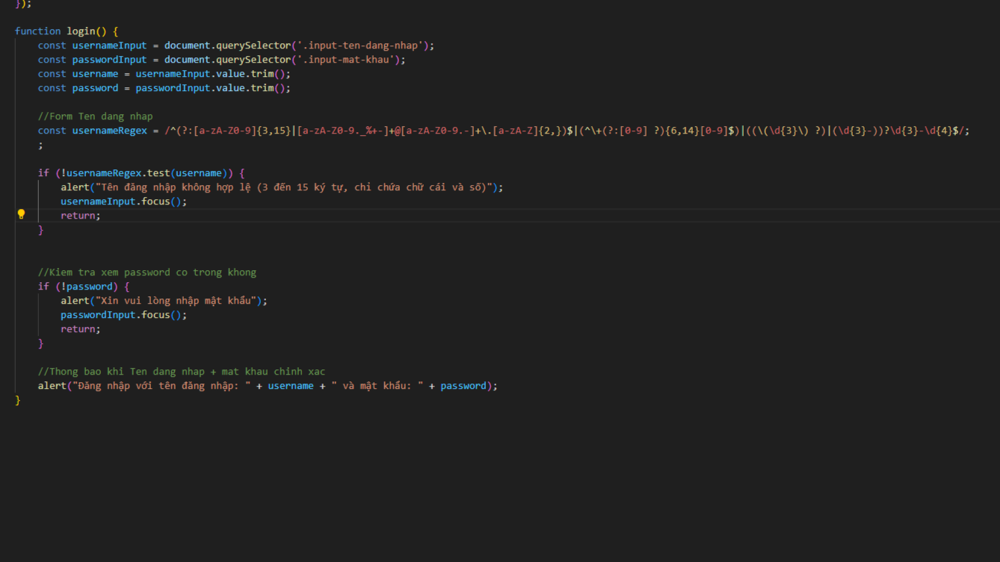 });
function login() {
const usernameInput = document.querySelector('.input-ten-dang-nhap');
const passwordInput = document.querySelector('.input-mat-khau');
const username = usernameInput.value.trim();
const password = passwordInput.value.trim();
//Form Ten dang nhap
const usernameRegex = /^(?:[a-zA-Z0-9]{3,15}|[a-zA-Z0-9._%+-]+@[a-zA-Z0-9.-]+\.[a-zA-Z]{2,})$|(^\+(?:[0-9] ?){6,14}[0-9]$)|((\(\d{3}\) ?)|(\d{3}-))?\d{3}-\d{4}$/;
;
if (!usernameRegex.test(username)) {
alert("Tên đăng nhập không hợp lệ (3 đến 15 ký tự, chỉ chứa chữ cái và số)");
usernameInput.focus();
return;
}
//Kiem tra xem password co trong khong
if (!password) {
alert("Xin vui lòng nhập mật khẩu");
passwordInput.focus();
return;
}
//Thong bao khi Ten dang nhap + mat khau chinh xac
alert("Đăng nhập với tên đăng nhập: " + username + " và mật khẩu: " + password);
}